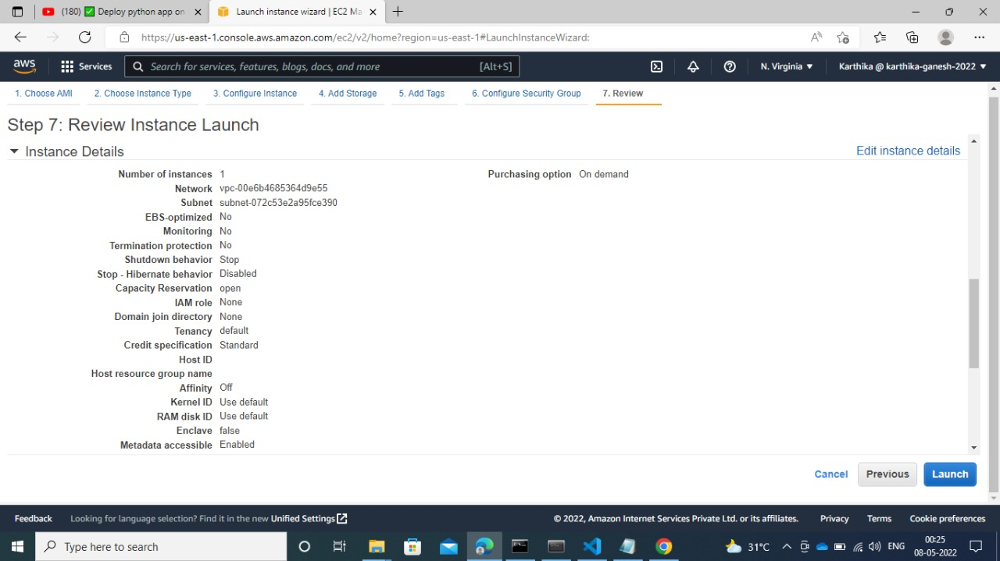 (180) ✅ Deploy python app on
Launch instance wizard | EC2 Ma
https://us-east-1.console.aws.amazon.com/ec2/v2/home?region=us-east-1#LaunchInstanceWizard:
aws Services Search for services, features, blogs, docs, and more [Alt+S] N. Virginia ▼ Karthika @ karthika-ganesh-2022 ▼
1. Choose AMI 2. Choose Instance Type 3. Configure Instance 4. Add Storage 5. Add Tags 6. Configure Security Group 7. Review
Step 7: Review Instance Launch
Instance Details Edit instance details
Number of instances 1 Purchasing option On demand
Network vpc-00e6b4685364d9e55
Subnet subnet-072c53e2a95fce390
EBS-optimized No
Monitoring No
Termination protection No
Shutdown behavior Stop
Stop - Hibernate behavior Disabled
Capacity Reservation open
IAM role None
Domain join directory None
Tenancy default
Credit specification Standard
Host ID
Host resource group name
Affinity Off
Kernel ID Use default
RAM disk ID Use default
Enclave false
Metadata accessible Enabled
Cancel Previous Launch
Feedback Looking for language selection? Find it in the new Unified Settings © 2022, Amazon Internet Services Private Ltd. or its affiliates. Privacy Terms Cookie preferences
Type here to search 31°C ENG 00:25
08-05-2022